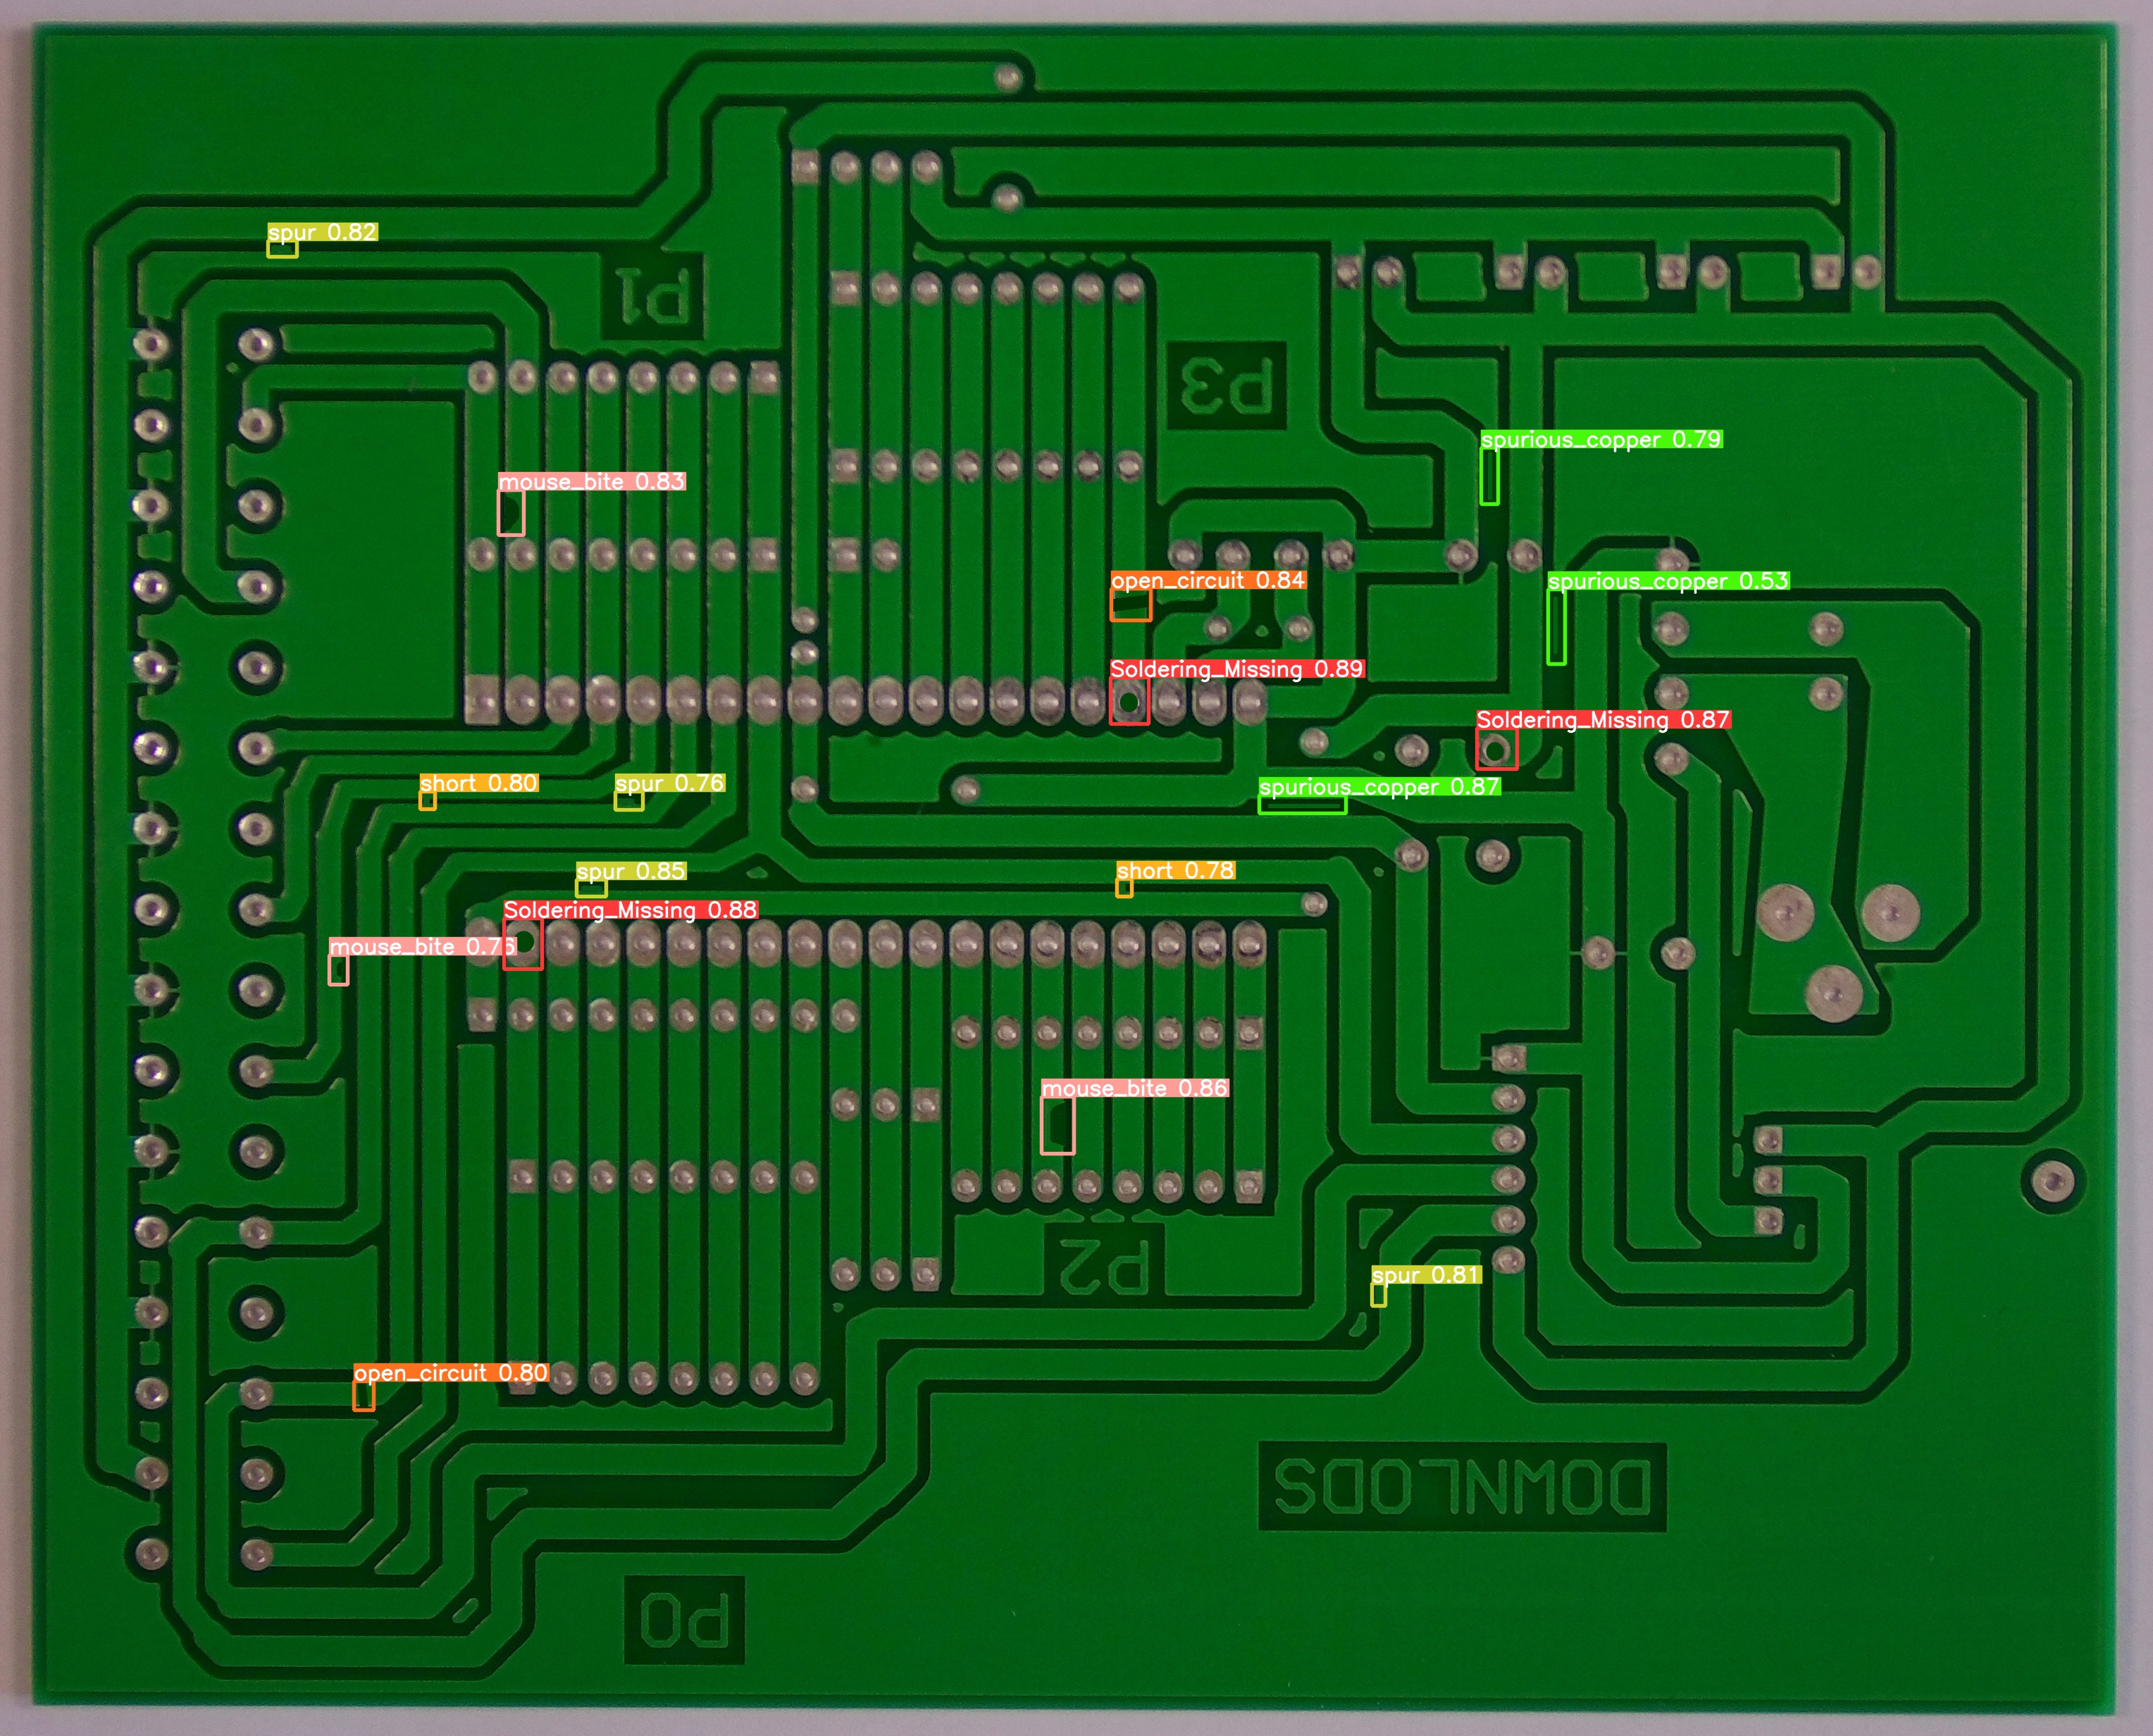 spur 0.82
P1
P3
spurious_copper 0.79
mouse_bite 0.83
open_circuit 0.84
spurious_copper 0.53
Soldering_Missing 0.89
Soldering_Missing 0.87
short 0.80
spur 0.76
spurious_copper 0.87
spur 0.85
short 0.78
Soldering_Missing 0.88
mouse_bite 0.76
mouse_bite 0.86
P2
spur 0.81
open_circuit 0.80
DOWNLODS
P0